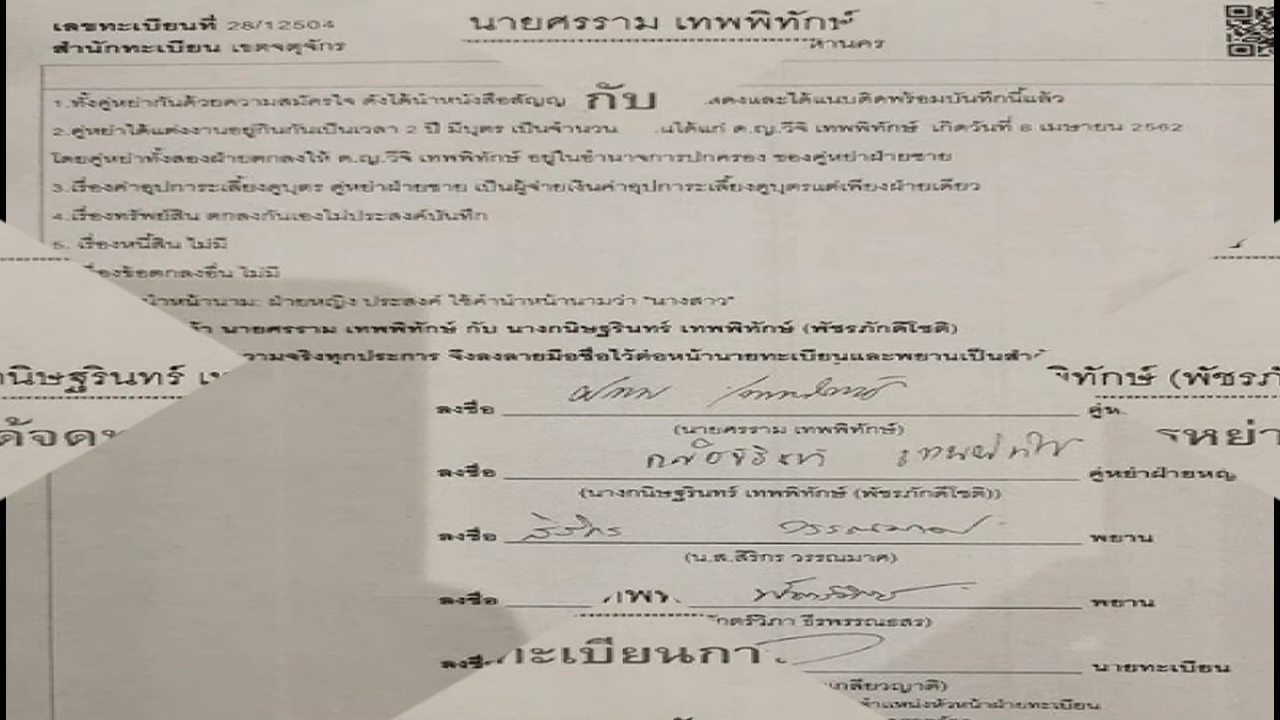 เลขทะเบียนที่ 28/12504
สำนักทะเบียน เขตจตุจักร
นายศรราม เทพพิทักษ์
กับ
1.ทั้งคู่หย่ากันด้วยความสมัครใจ ดังได้นำหนังสือสัญญ
และได้แนบติดพร้อมบันทึกนี้แล้ว
2.คู่หย่าได้แต่งงานอยู่กินกันเป็นเวลา 2 ปี มีบุตร เป็นจำนวน
ได้แก่ ด.ญ.วีจิ เทพพิทักษ์ เกิดวันที่ 8 เมษายน 2562
โดยคู่หย่าทั้งสองฝ่ายตกลงให้ ด.ญ.วีจิ เทพพิทักษ์ อยู่ในอำนาจการปกครอง ของคู่หย่าฝ่ายชาย
3.เรื่องค่าอุปการะเลี้ยงดูบุตร คู่หย่าฝ่ายชาย เป็นผู้จ่ายเงินค่าอุปการะเลี้ยงดูบุตรแต่เพียงฝ่ายเดียว
4.เรื่องทรัพย์สิน ตกลงกันเองไม่ประสงค์บันทึก
5. เรื่องหนี้สิน ไม่มี
เรื่องข้อตกลงอื่น ไม่มี
นำหน้านาม: ฝ่ายหญิง ประสงค์ ใช้คำนำหน้านามว่า "นางสาว"
นายศรราม เทพพิทักษ์ กับ นางกนิษฐรินทร์ เทพพิทักษ์ (พัชรภักดีโชติ)
ความจริงทุกประการ จึงลงลายมือชื่อไว้ต่อหน้านายทะเบียนและพยานเป็นสำ
นิษฐรินทร์ เ
ทักษ์ (พัชรภั
ลงชื่อ
(นายศรราม เทพพิทักษ์)
ลงชื่อ กนิษฐรินทร์ เทพพิทักษ์ คู่หย่าฝ่ายหญ
(นางกนิษฐรินทร์ เทพพิทักษ์ (พัชรภักดีโชติ))
ลงชื่อ สิริกร วรรณมาศ พยาน
(น.ส.สิริกร วรรณมาศ)
ลงชื่อ พยาน
วิภา ธีรพรรณธสร)
ทะเบียนกา
ลงชื่อ นายทะเบียน
เกลียวญาติ)
ตำแหน่งหัวหน้าฝ่ายทะเบียน